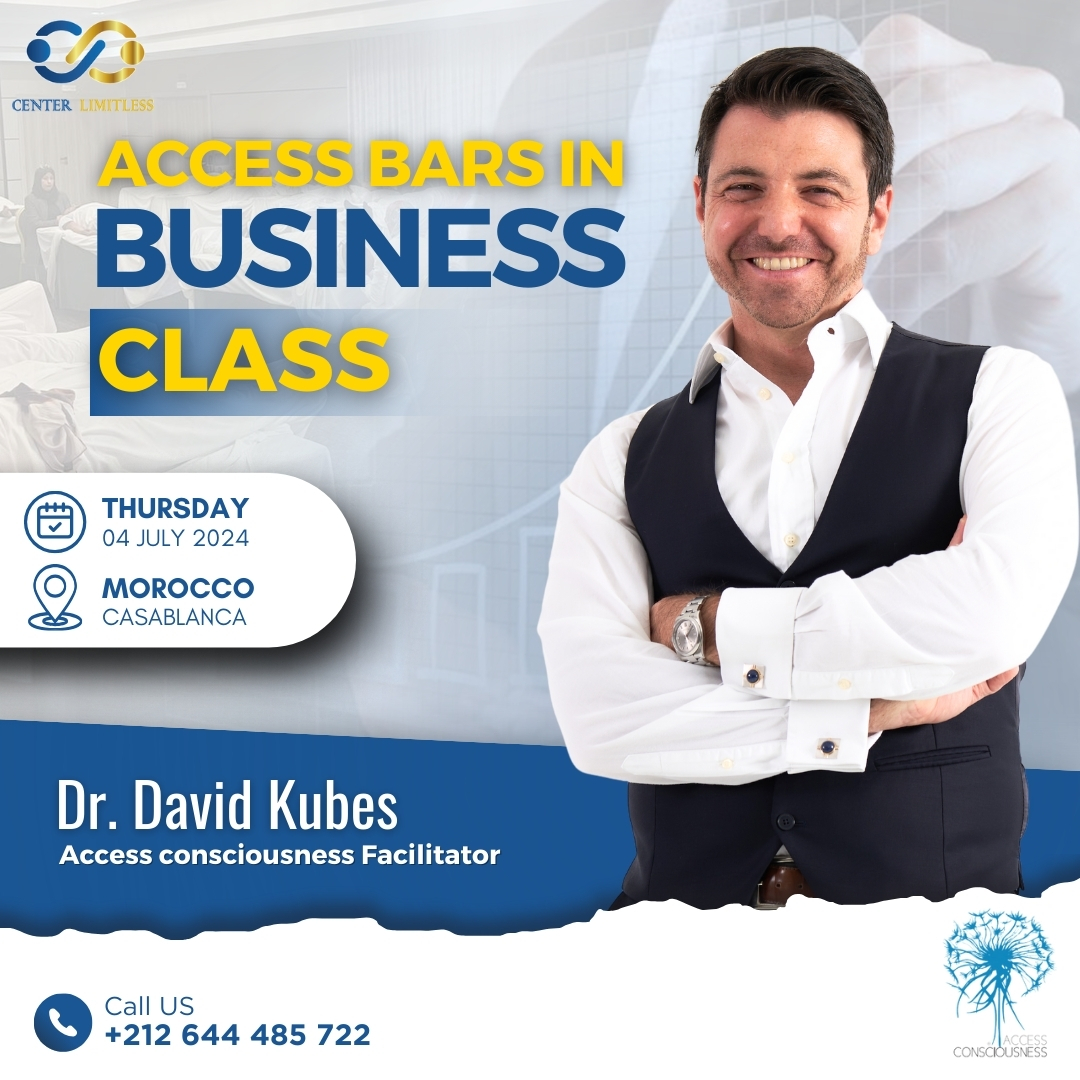 CENTER LIMITLESS
ACCESS BARS IN
BUSINESS
CLASS
THURSDAY
04 JULY 2024
MOROCCO
CASABLANCA
Dr. David Kubes
Access consciousness Facilitator
Call US
+212 644 485 722
ACCESS
CONSCIOUSNESS